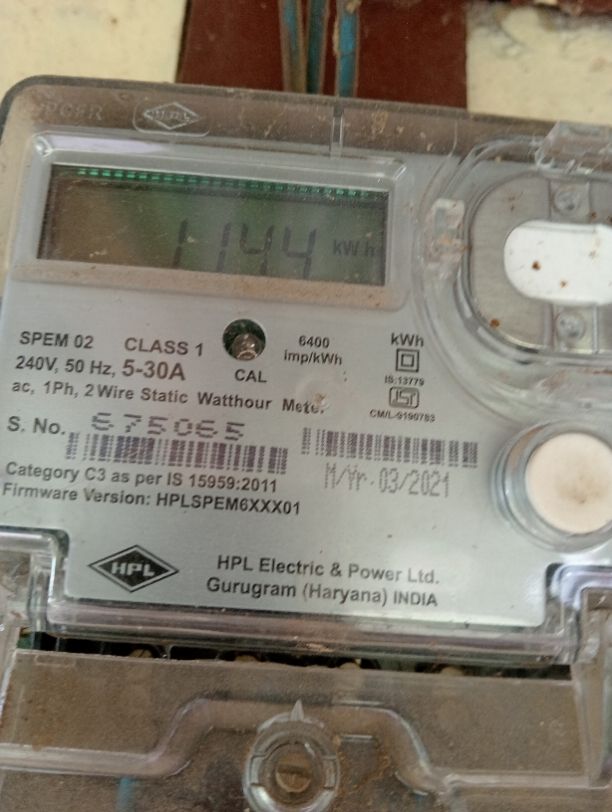 1144 kWh
SPEM 02 CLASS 1 6400 kWh
240V, 50 Hz, 5-30A imp/kWh
CAL
IS:13779
ac, 1Ph, 2 Wire Static Watthour Meter
ISI
CM/L-9190783
S. No. 675065
M/Yr. 03/2021
Category C3 as per IS 15959:2011
Firmware Version: HPLSPEM6XXX01
HPL
HPL Electric & Power Ltd.
Gurugram (Haryana) INDIA